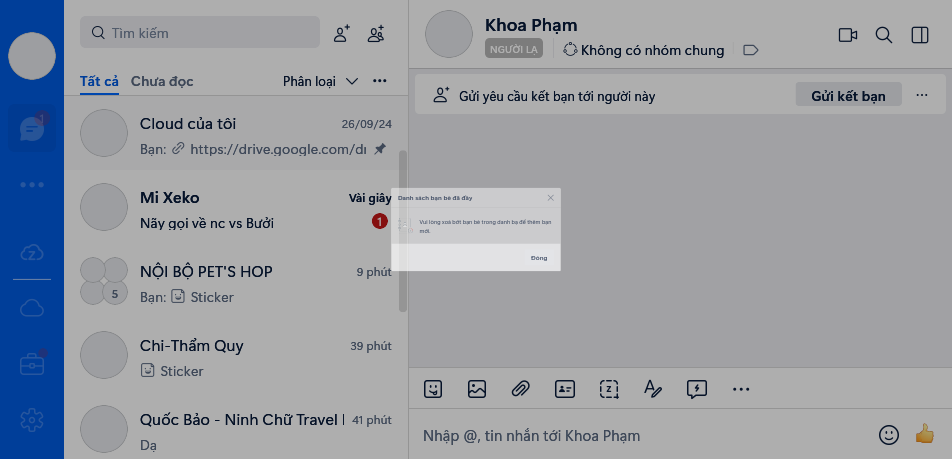 Tìm kiếm
Tất cả
Chưa đọc
Phân loại
Cloud của tôi
26/09/24
Bạn: https://drive.google.com/dr
Mi Xeko
Vài giây
Nãy gọi về nc vs Bưởi
1
NỘI BỘ PET'S HOP
9 phút
5
Bạn: Sticker
Chi-Thẩm Quy
39 phút
Sticker
Quốc Bảo - Ninh Chữ Travel
41 phút
Dạ
Khoa Phạm
NGƯỜI LẠ
Không có nhóm chung
Gửi yêu cầu kết bạn tới người này
Gửi kết bạn
Danh sách bạn bè đã đầy
Vui lòng xoá bớt bạn bè trong danh bạ để thêm bạn
mới.
Đóng
Nhập @, tin nhắn tới Khoa Phạm